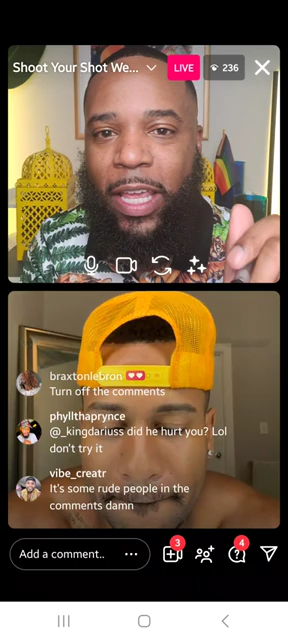 Shoot Your Shot We...
LIVE
236
braxtonlebron
Turn off the comments
phyllthaprynce
@_kingdariuss did he hurt you? Lol
don't try it
vibe_creatr
It's some rude people in the
comments damn
Add a comment..
3
4